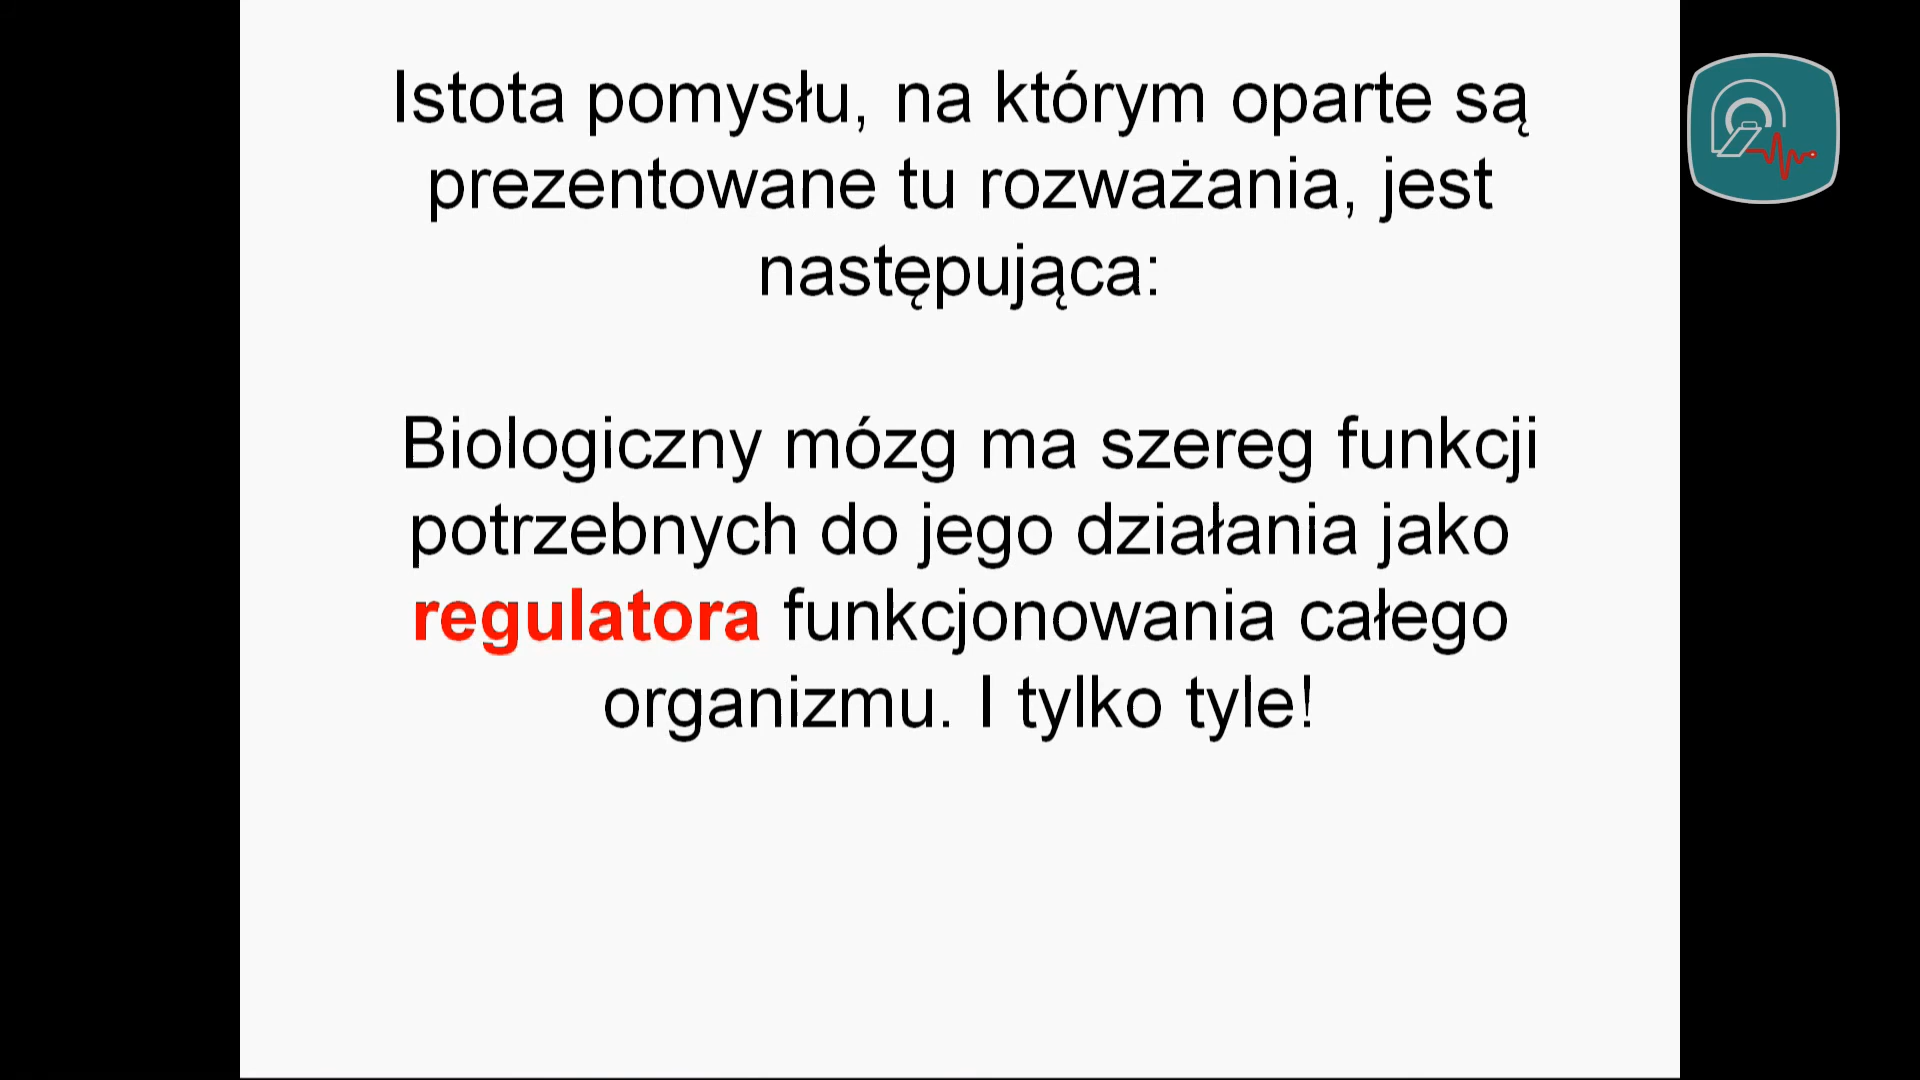 Istota pomysłu, na którym oparte są
prezentowane tu rozważania, jest
następująca:
Biologiczny mózg ma szereg funkcji
potrzebnych do jego działania jako
regulatora funkcjonowania całego
organizmu. I tylko tyle!